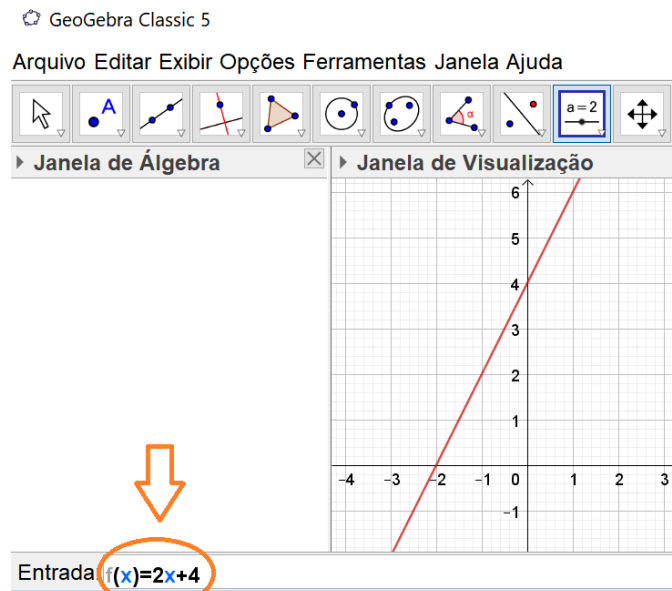 GeoGebra Classic 5
Arquivo Editar Exibir Opções Ferramentas Janela Ajuda
A α a=2
Janela de Álgebra
Janela de Visualização
6
5
4
3
2
1
-4 -3 -2 -1 0 1 2 3
-1
Entrada: f(x)=2x+4